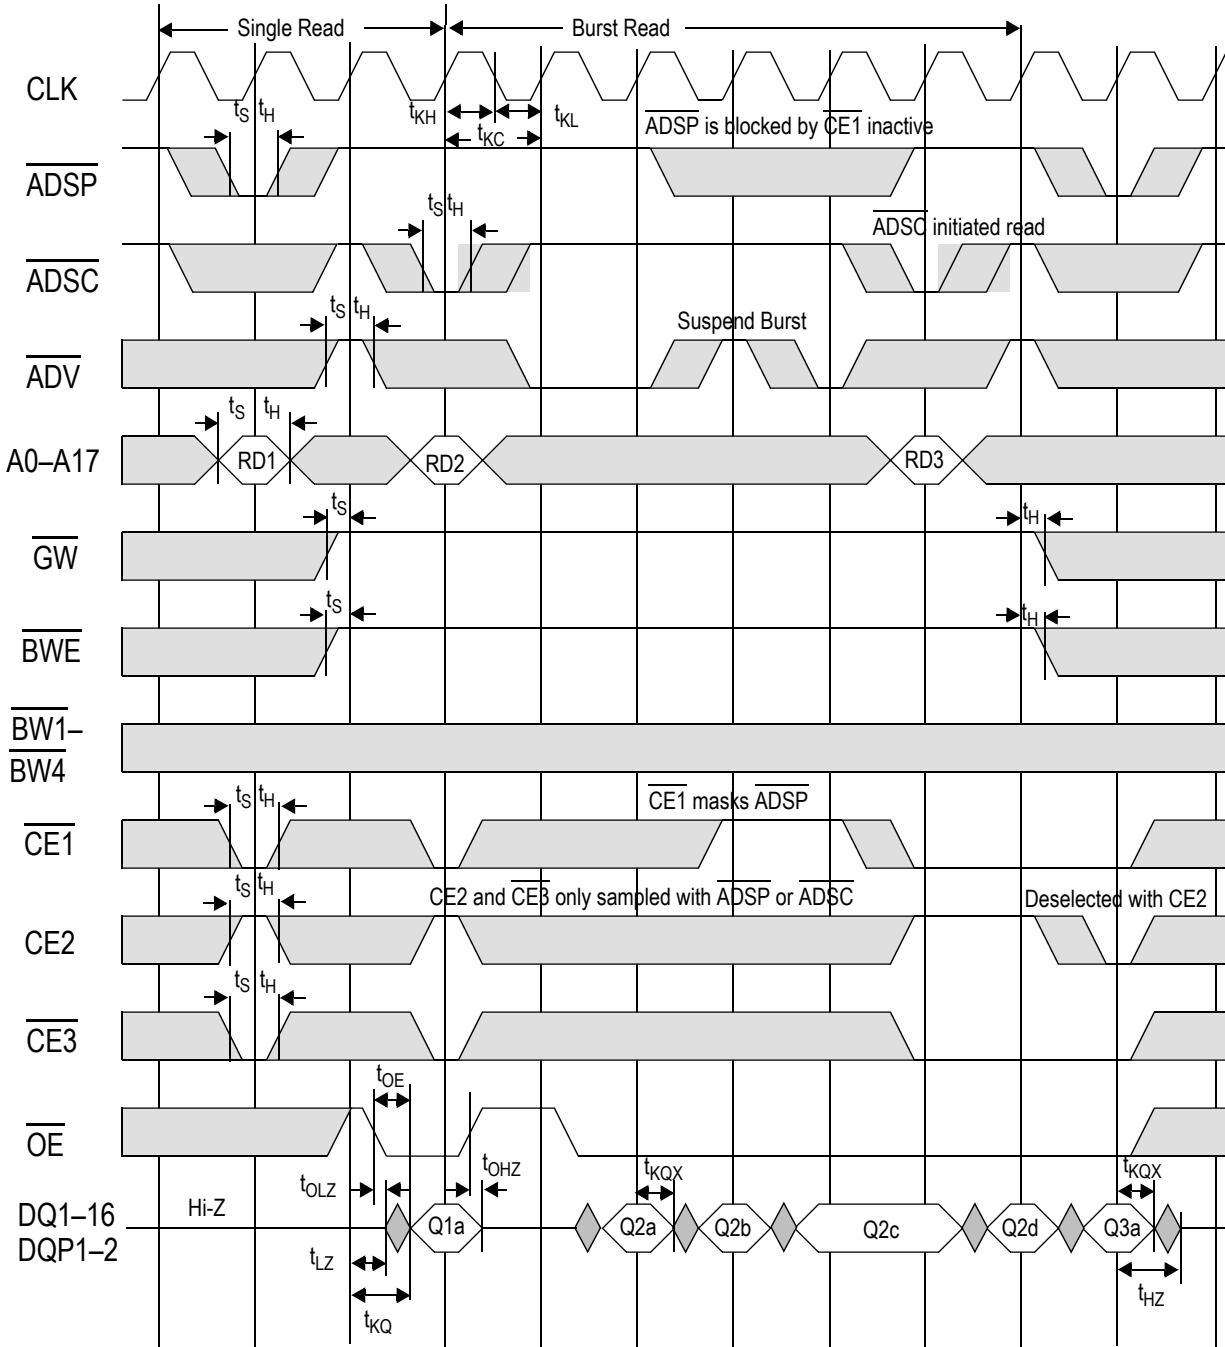 Single Read
Burst Read
CLK
tS tH
tKH
tKL
tKC
ADSP is blocked by CE1 inactive
ADSP
tS tH
ADSC initiated read
ADSC
tS tH
Suspend Burst
ADV
tS tH
A0–A17
RD1
RD2
RD3
tS
tH
GW
tS
tH
BWE
BW1–
BW4
tS tH
CE1 masks ADSP
CE1
tS tH
CE2 and CE3 only sampled with ADSP or ADSC
Deselected with CE2
CE2
tS tH
CE3
tOE
OE
tOLZ
tOHZ
tKQX
tKQX
Hi-Z
DQ1–16
DQP1–2
Q1a
Q2a
Q2b
Q2c
Q2d
Q3a
tLZ
tHZ
tKQ